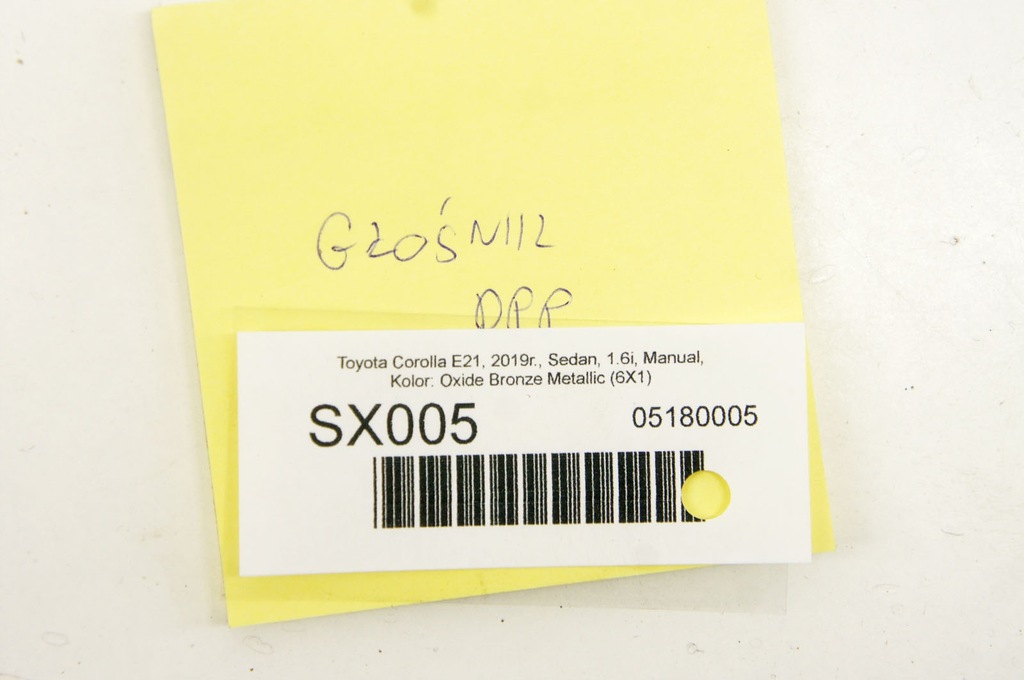 GŁOŚNIK
DPP
Toyota Corolla E21, 2019r., Sedan, 1.6i, Manual,
Kolor: Oxide Bronze Metallic (6X1)
SX005
05180005